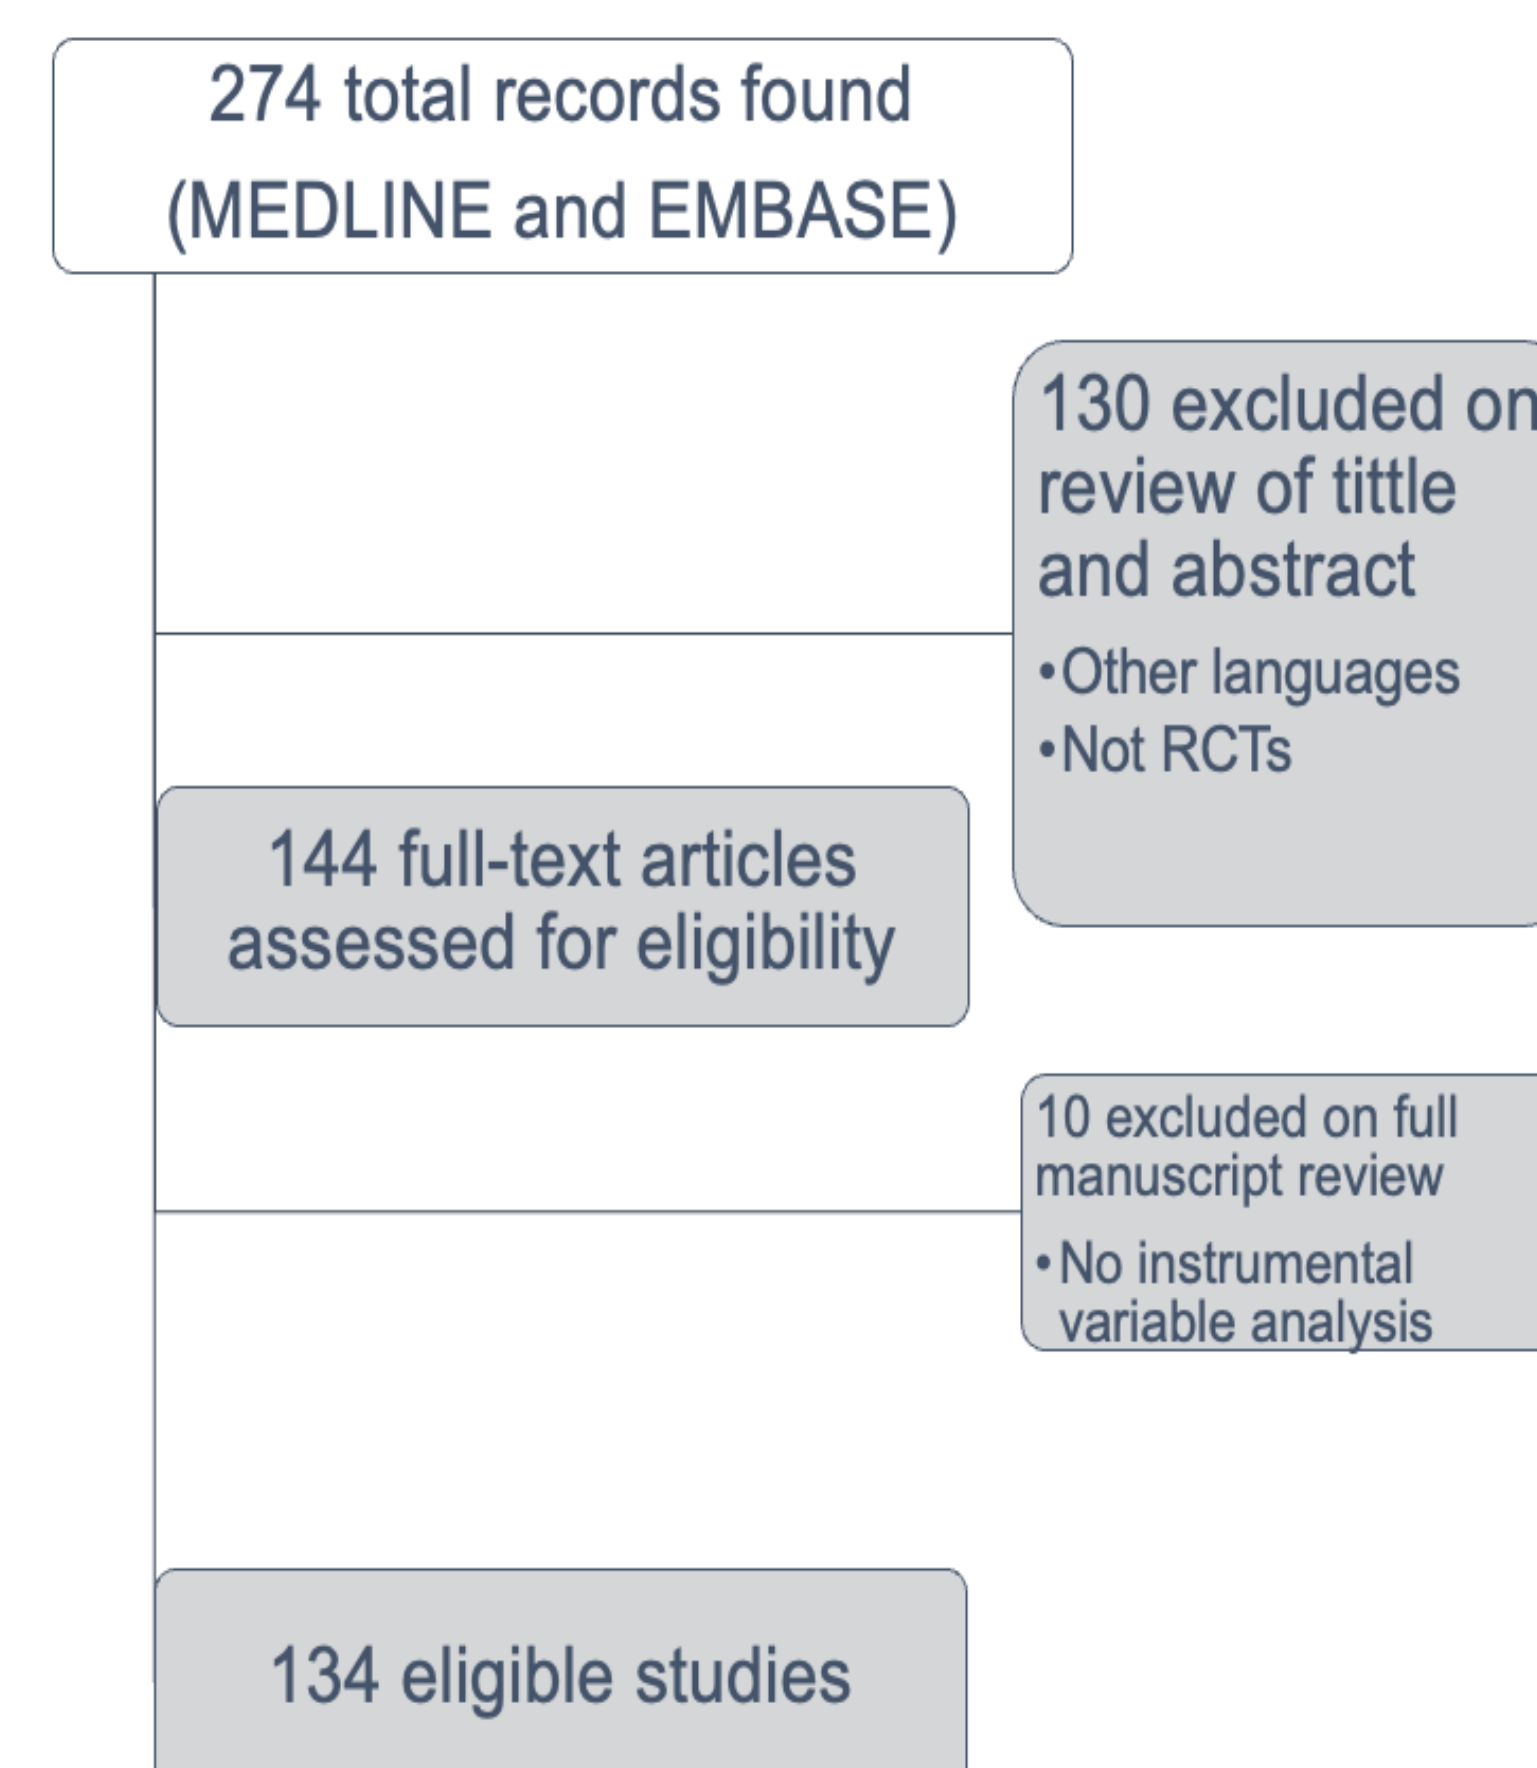 274 total records found
(MEDLINE and EMBASE)
130 excluded on
review of tittle
and abstract
•Other languages
•Not RCTs
144 full-text articles
assessed for eligibility
10 excluded on full
manuscript review
•No instrumental
variable analysis
134 eligible studies